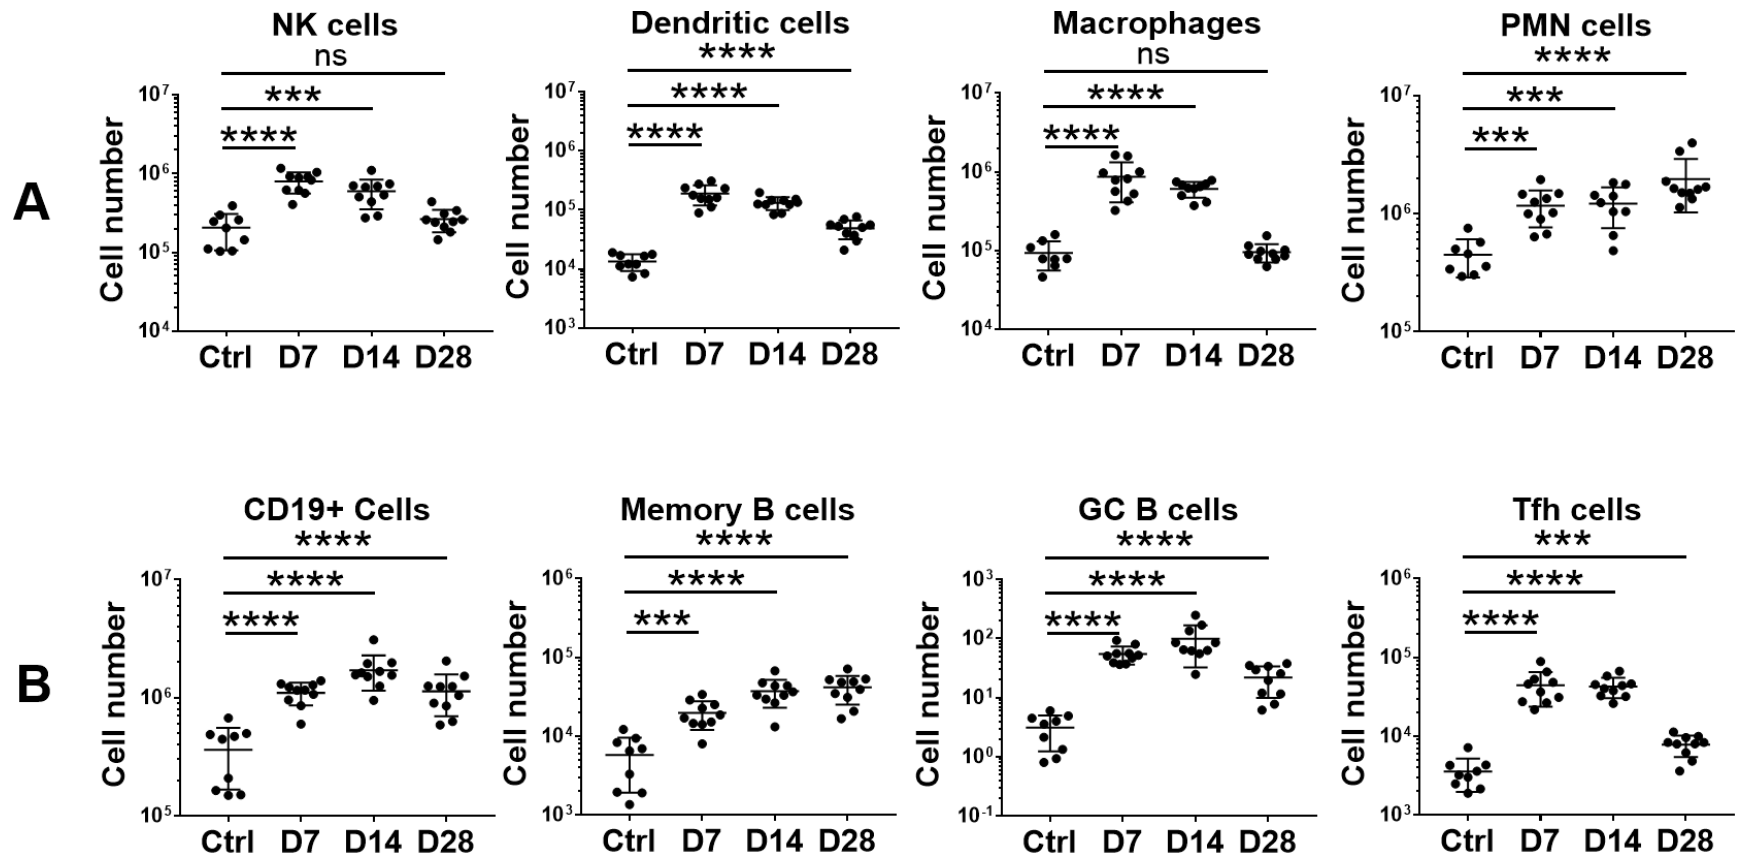 A
NK cells
ns
***
****
Cell number
10⁷
10⁶
10⁵
10⁴
Ctrl D7 D14 D28
Dendritic cells
****
****
****
Cell number
10⁷
10⁶
10⁵
10⁴
10³
Ctrl D7 D14 D28
Macrophages
ns
****
****
Cell number
10⁷
10⁶
10⁵
10⁴
Ctrl D7 D14 D28
PMN cells
****
***
***
Cell number
10⁷
10⁶
10⁵
Ctrl D7 D14 D28
B
CD19+ Cells
****
****
****
Cell number
10⁷
10⁶
10⁵
Ctrl D7 D14 D28
Memory B cells
****
****
***
Cell number
10⁶
10⁵
10⁴
10³
Ctrl D7 D14 D28
GC B cells
****
****
****
Cell number
10³
10²
10¹
10⁰
10⁻¹
Ctrl D7 D14 D28
Tfh cells
***
****
****
Cell number
10⁶
10⁵
10⁴
10³
Ctrl D7 D14 D28